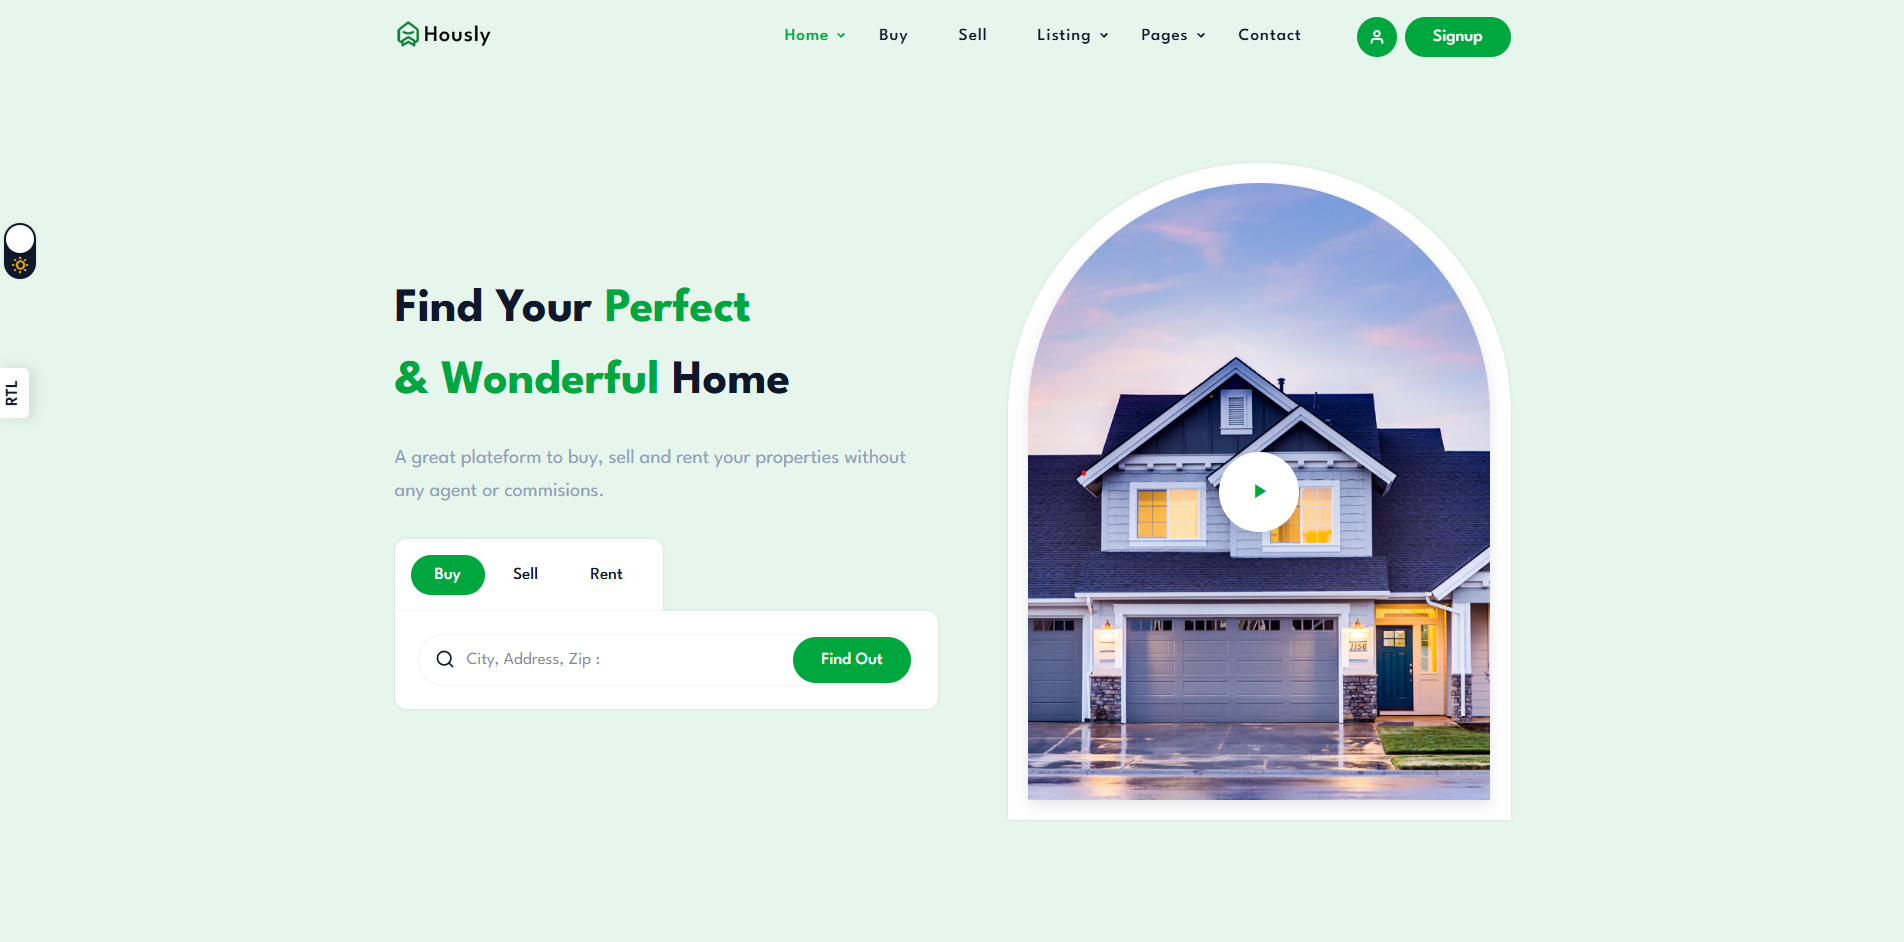 Hously
Home
Buy
Sell
Listing
Pages
Contact
Signup
RTL
Find Your Perfect
& Wonderful Home
A great plateform to buy, sell and rent your properties without
any agent or commisions.
Buy
Sell
Rent
City, Address, Zip :
Find Out
1156